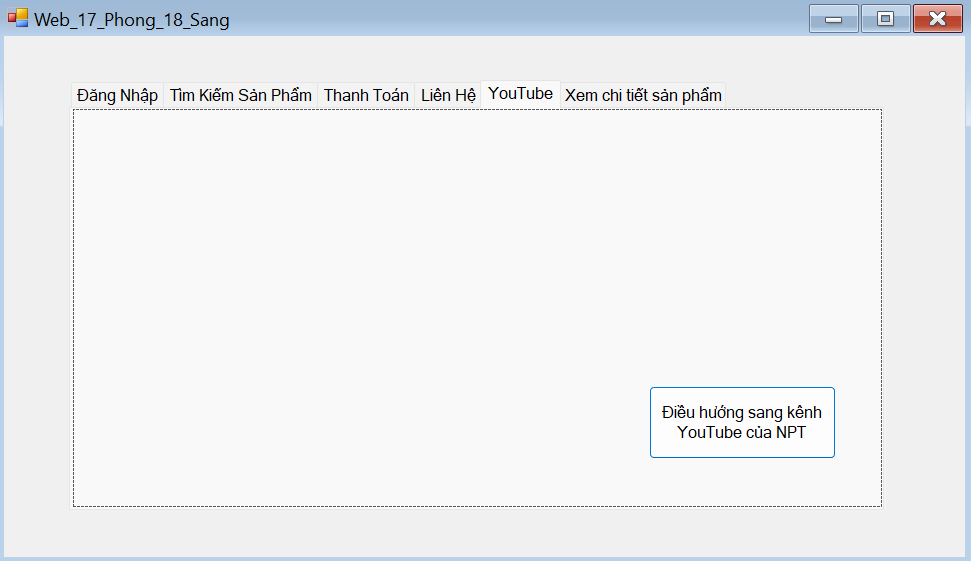 Web_17_Phong_18_Sang
Đăng Nhập Tìm Kiếm Sản Phẩm Thanh Toán Liên Hệ YouTube Xem chi tiết sản phẩm
Điều hướng sang kênh
YouTube của NPT